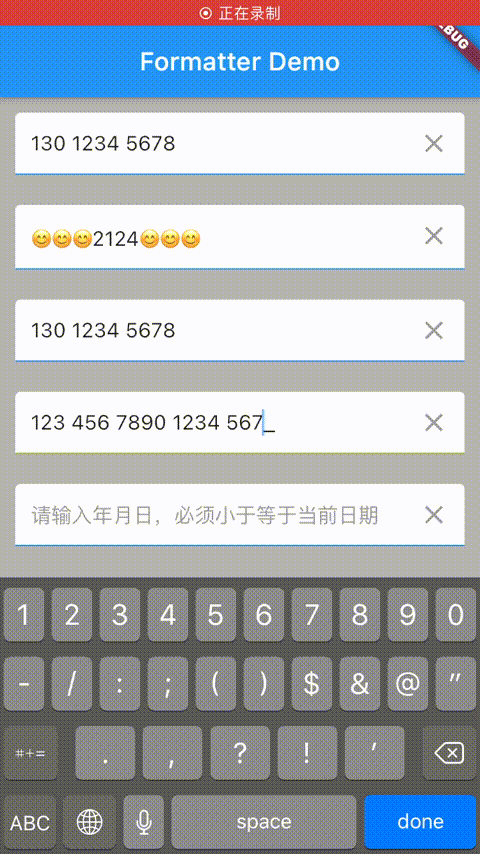 正在录制
BUG
Formatter Demo
130 1234 5678
😊😊😊2124😊😊😊
130 1234 5678
123 456 7890 1234 567_
请输入年月日，必须小于等于当前日期
1 2 3 4 5 6 7 8 9 0
- / : ; ( ) $ & @ "
#+= . , ? ! ’
ABC space done